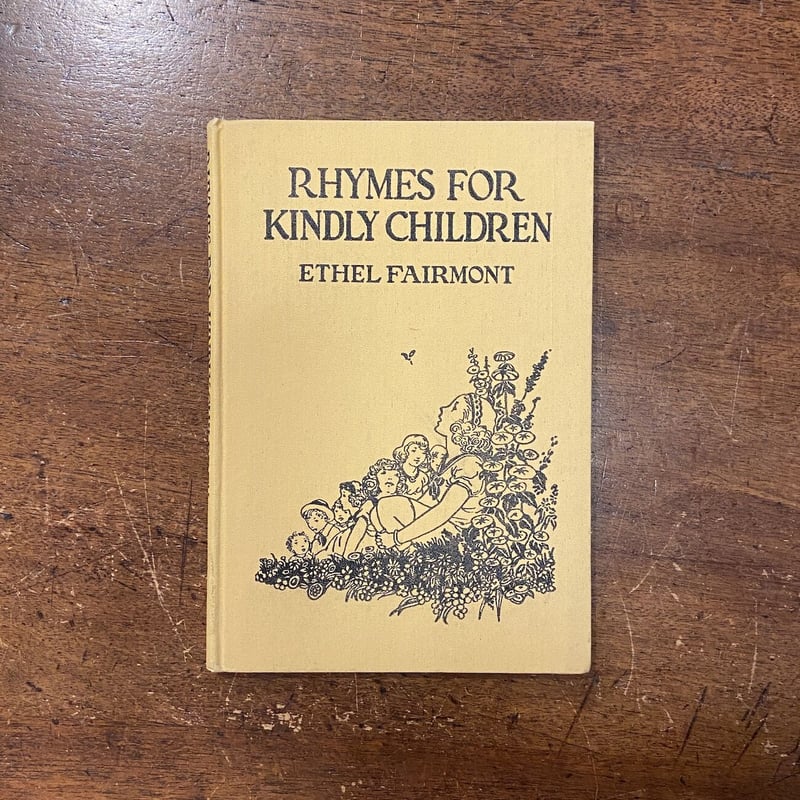 RHYMES FOR
KINDLY CHILDREN
ETHEL FAIRMONT